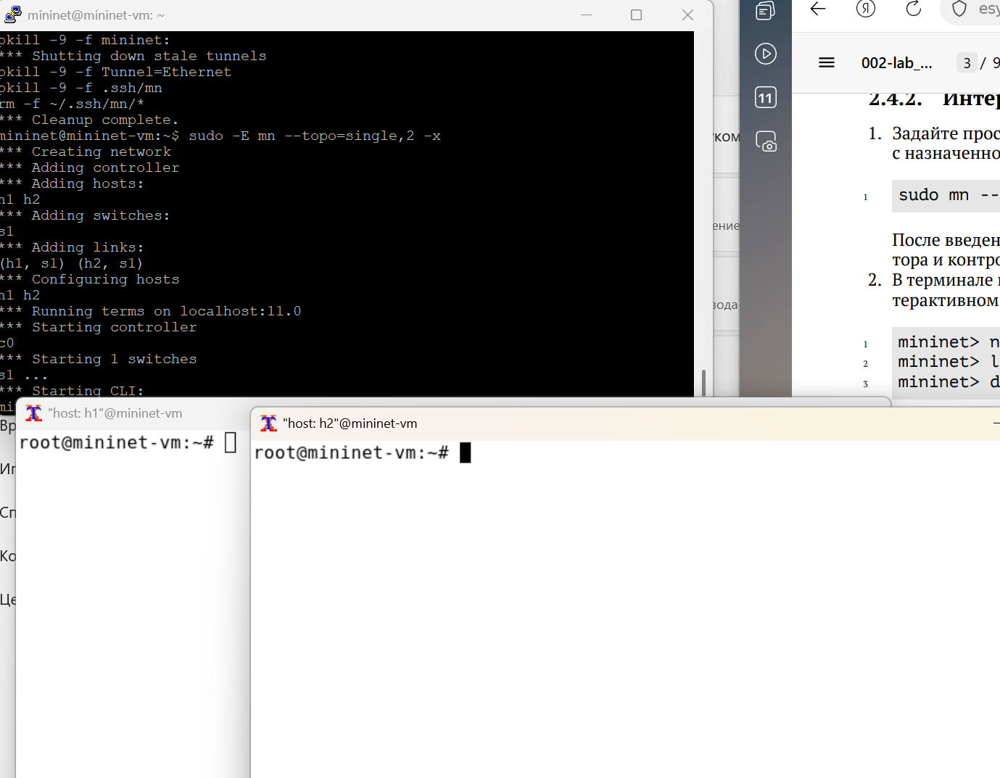 mininet@mininet-vm: ~
pkill -9 -f mininet:
*** Shutting down stale tunnels
pkill -9 -f Tunnel=Ethernet
pkill -9 -f .ssh/mn
rm -f ~/.ssh/mn/*
*** Cleanup complete.
mininet@mininet-vm:~$ sudo -E mn --topo=single,2 -x
*** Creating network
*** Adding controller
*** Adding hosts:
h1 h2
*** Adding switches:
s1
*** Adding links:
(h1, s1) (h2, s1)
*** Configuring hosts
h1 h2
*** Running terms on localhost:11.0
*** Starting controller
c0
*** Starting 1 switches
s1 ...
*** Starting CLI:
mi
"host: h1"@mininet-vm
root@mininet-vm:~#
"host: h2"@mininet-vm
root@mininet-vm:~#
Вр
Иг
Сп
Ко
Це
уком
ение
вода
11
Я
esy
002-lab_...
3 / 9
2.4.2. Интер
1. Задайте прос
с назначенно
1 sudo mn --
После введен
тора и контро
2. В терминале
терактивном
1 mininet> n
2 mininet> l
3 mininet> d